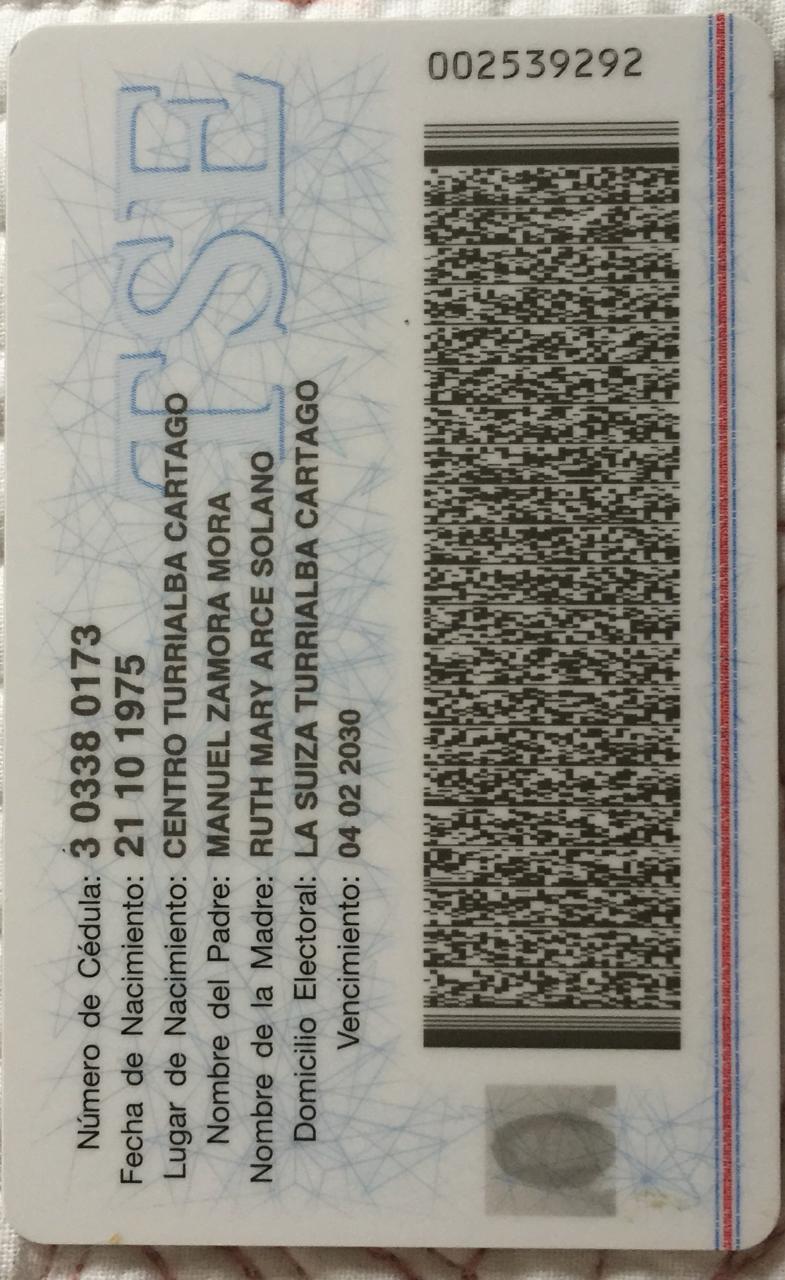 Número de Cédula: 3 0338 0173
Fecha de Nacimiento: 21 10 1975
Lugar de Nacimiento: CENTRO TURRIALBA CARTAGO
Nombre del Padre: MANUEL ZAMORA MORA
Nombre de la Madre: RUTH MARY ARCE SOLANO
Domicilio Electoral: LA SUIZA TURRIALBA CARTAGO
Vencimiento: 04 02 2030
TSE
002539292